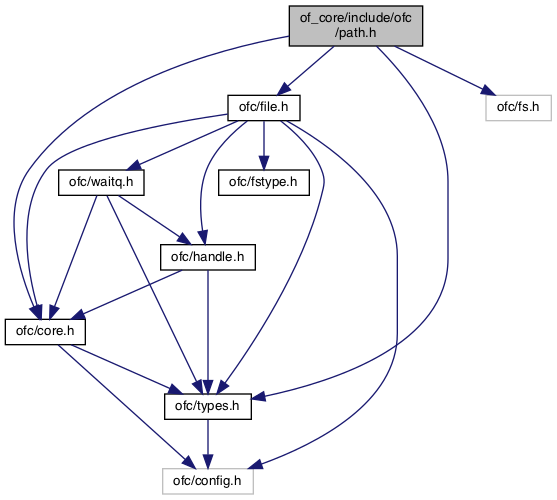 of_core/include/ofc
/path.h
ofc/file.h
ofc/fs.h
ofc/waitq.h
ofc/fstype.h
ofc/handle.h
ofc/core.h
ofc/types.h
ofc/config.h